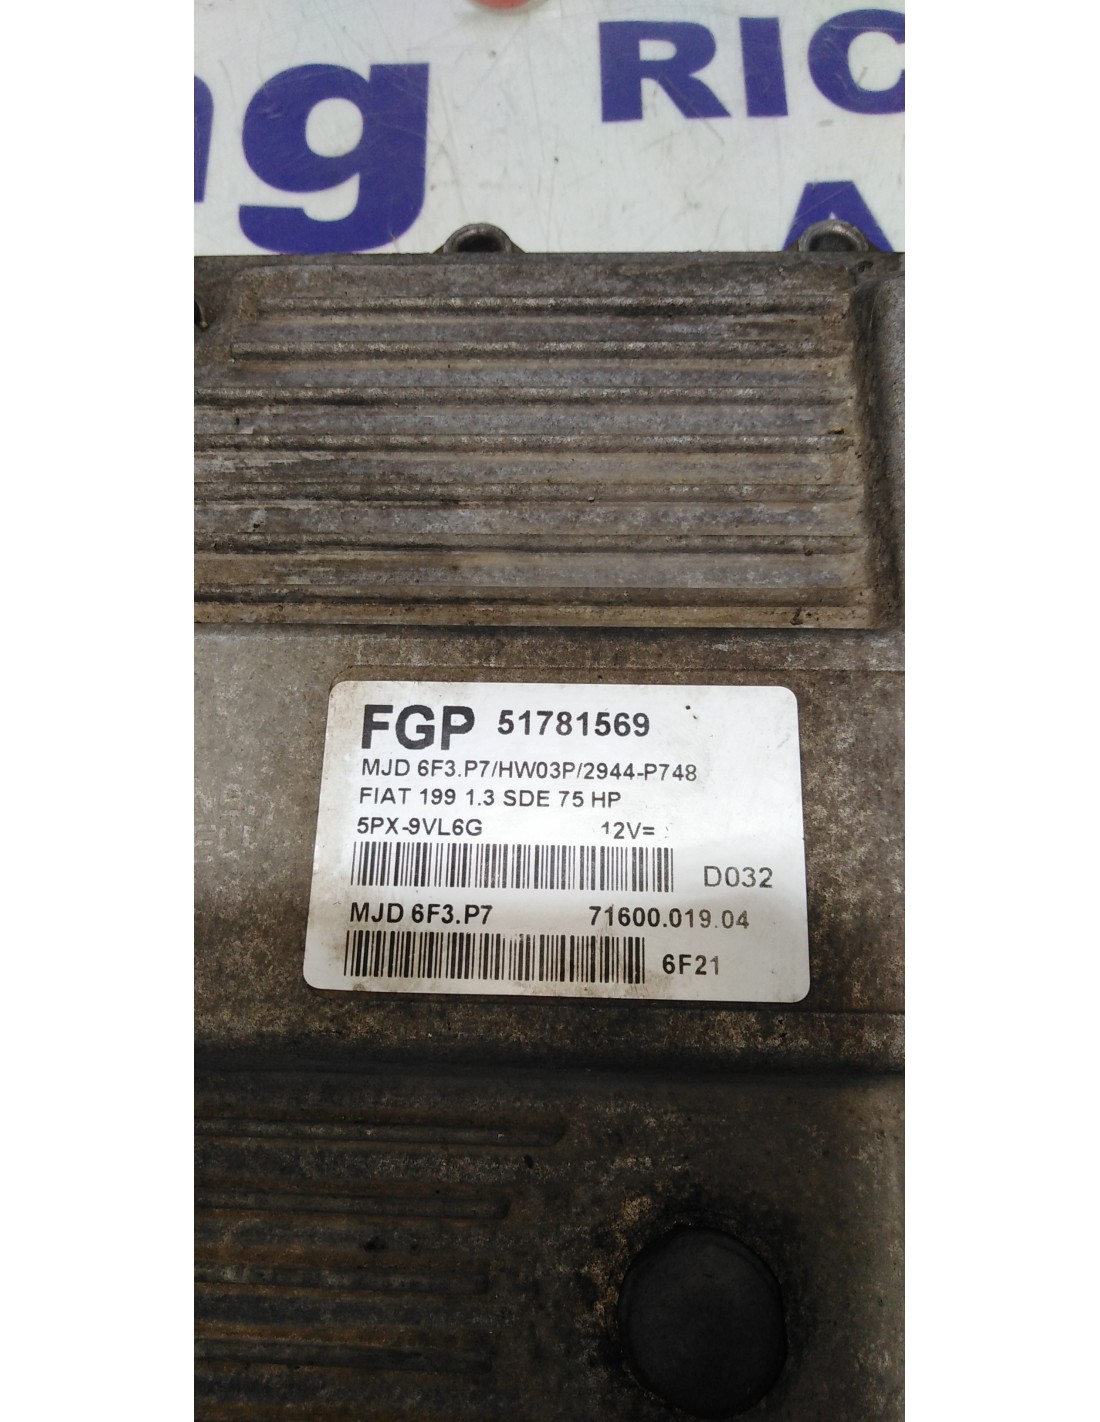 ng
RIC
A
FGP 51781569
MJD 6F3.P7/HW03P/2944-P748
FIAT 199 1.3 SDE 75 HP
5PX-9VL6G 12V=
D032
MJD 6F3.P7 71600.019.04
6F21